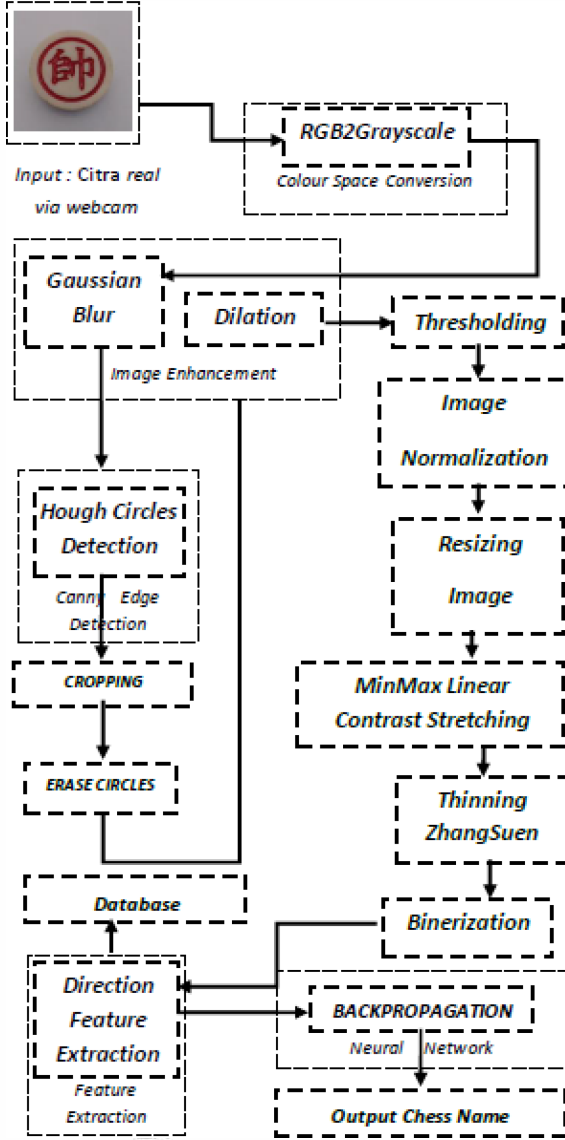 帥
Input : Citra real
via webcam
RGB2Grayscale
Colour Space Conversion
Gaussian
Blur
Dilation
Image Enhancement
Thresholding
Image
Normalization
Hough Circles
Detection
Canny Edge
Detection
Resizing
Image
CROPPING
MinMax Linear
Contrast Stretching
ERASE CIRCLES
Thinning
ZhangSuen
Database
Binerization
Direction
Feature
Extraction
Feature
Extraction
BACKPROPAGATION
Neural Network
Output Chess Name